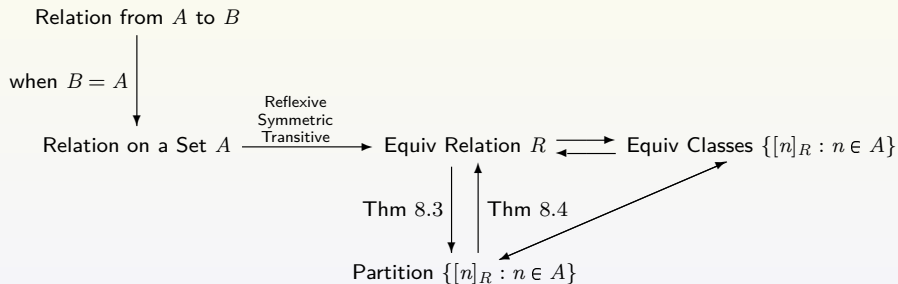 Relation from A to B
when B = A
Reflexive
Symmetric
Transitive
Relation on a Set A
Equiv Relation R
Equiv Classes {[n]_R : n ∈ A}
Thm 8.3
Thm 8.4
Partition {[n]_R : n ∈ A}